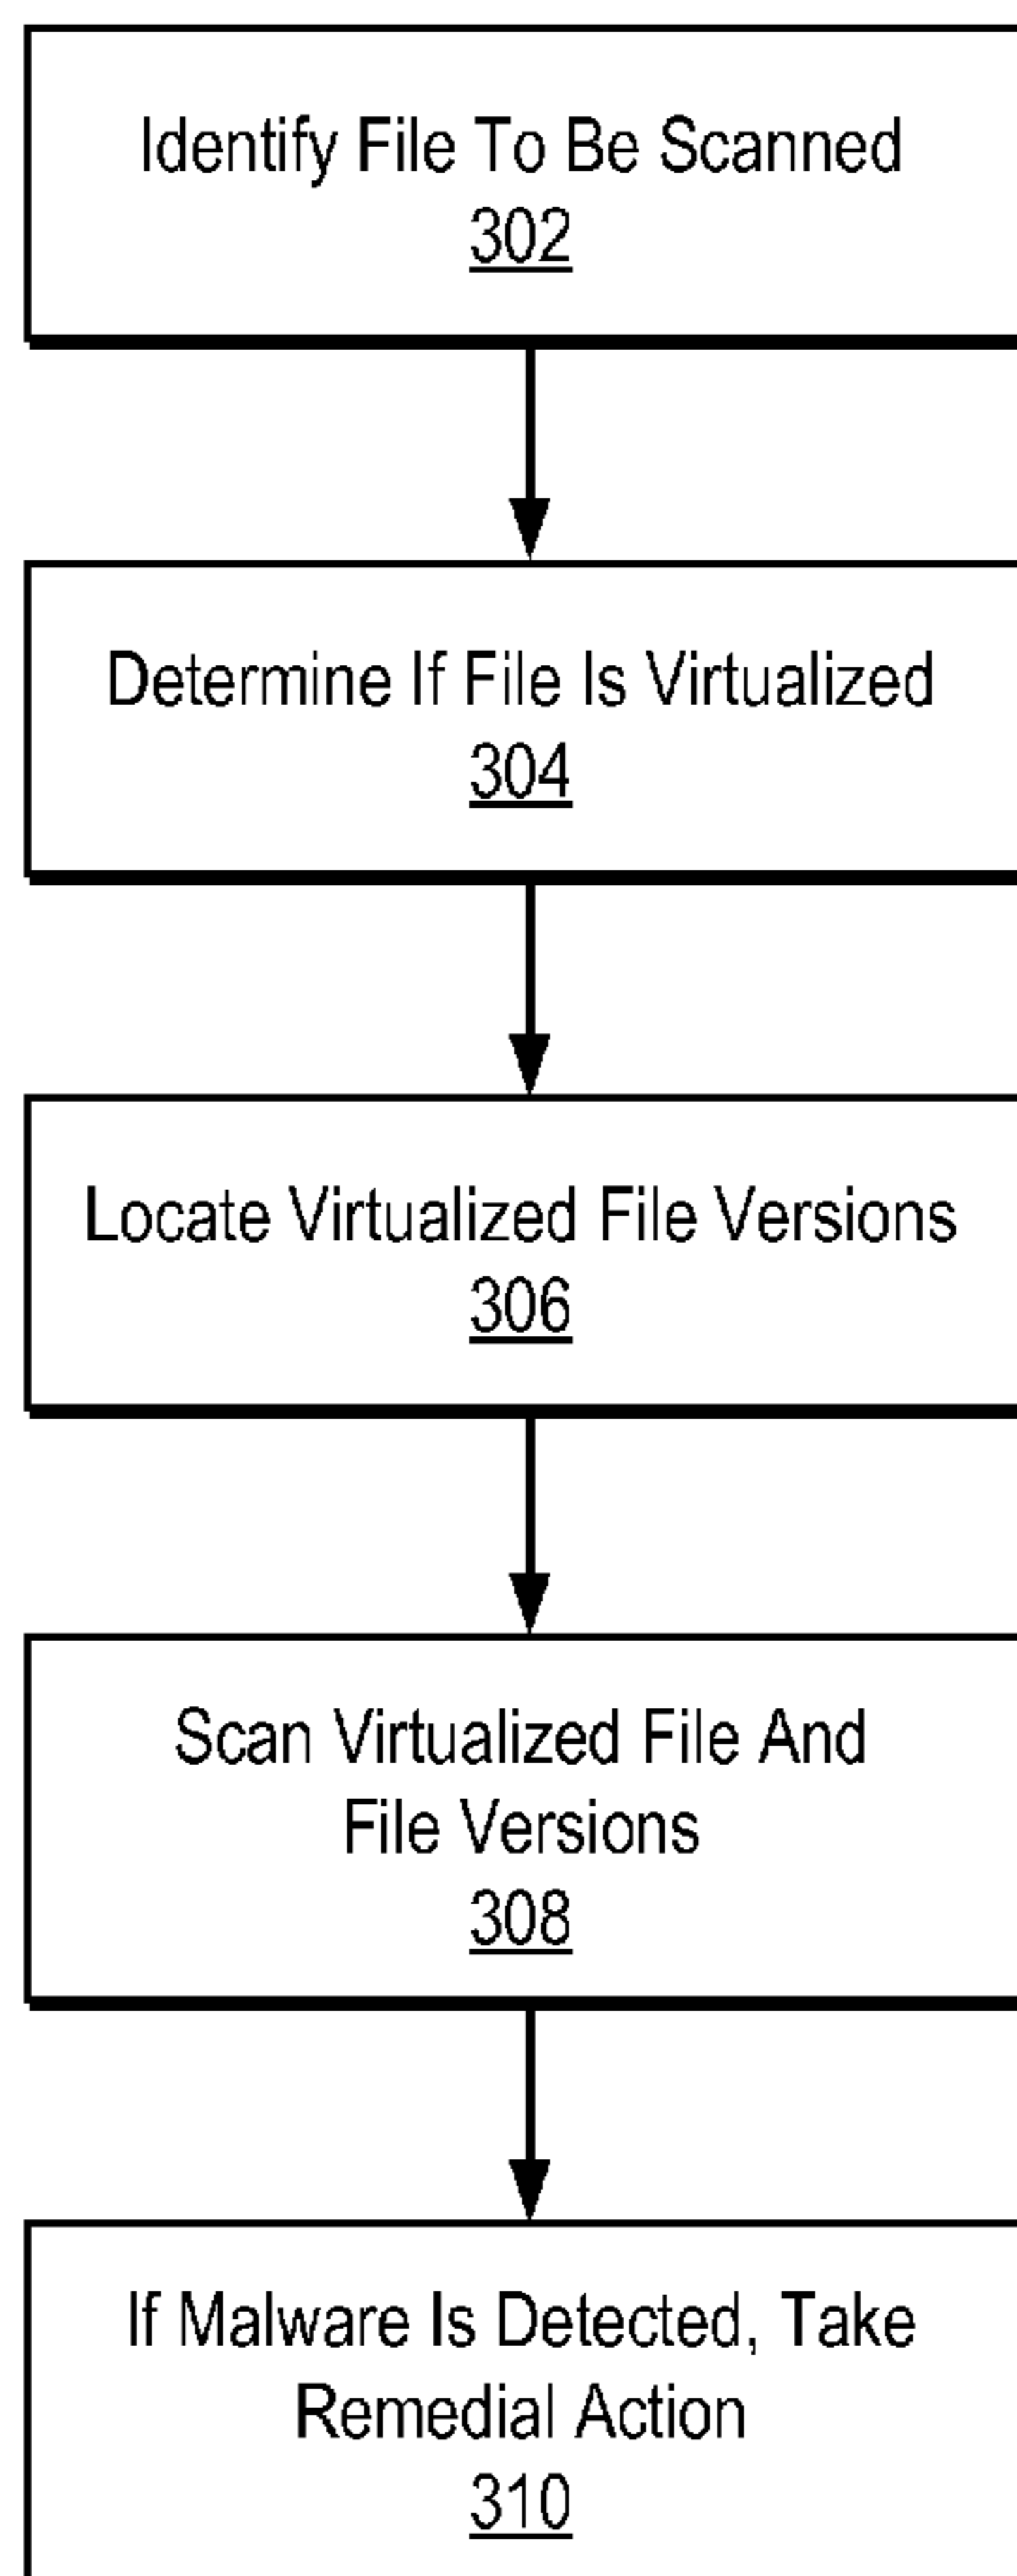 Identify File To Be Scanned
302
Determine If File Is Virtualized
304
Locate Virtualized File Versions
306
Scan Virtualized File And
File Versions
308
If Malware Is Detected, Take
Remedial Action
310